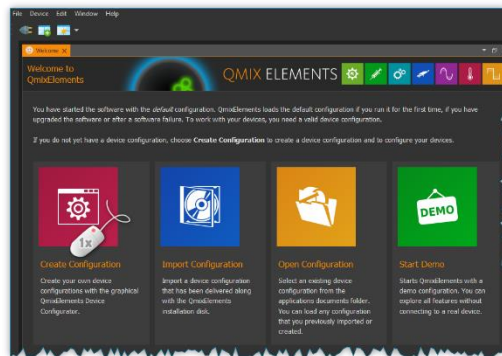 File Device Edit Window Help
Welcome
Welcome to
QmixElements
QMIX ELEMENTS
You have started the software with the default configuration. QmixElements loads the default configuration if you run it for the first time, if you have
upgraded the software or after a software failure. To work with your devices, you need a valid device configuration.
If you do not yet have a device configuration, choose Create Configuration to create a device configuration and to configure your devices.
1x
DEMO
Create Configuration
Create your own device
configurations with the graphical
QmixElements Device
Configurator.
Import Configuration
Import a device configuration
that has been delivered along
with the QmixElements
installation disk.
Open Configuration
Select an existing device
configuration from the
applications documents folder.
You can load any configuration
that you previously imported or
created.
Start Demo
Starts QmixElements with a
demo configuration. You can
explore all features without
connecting to a real device.